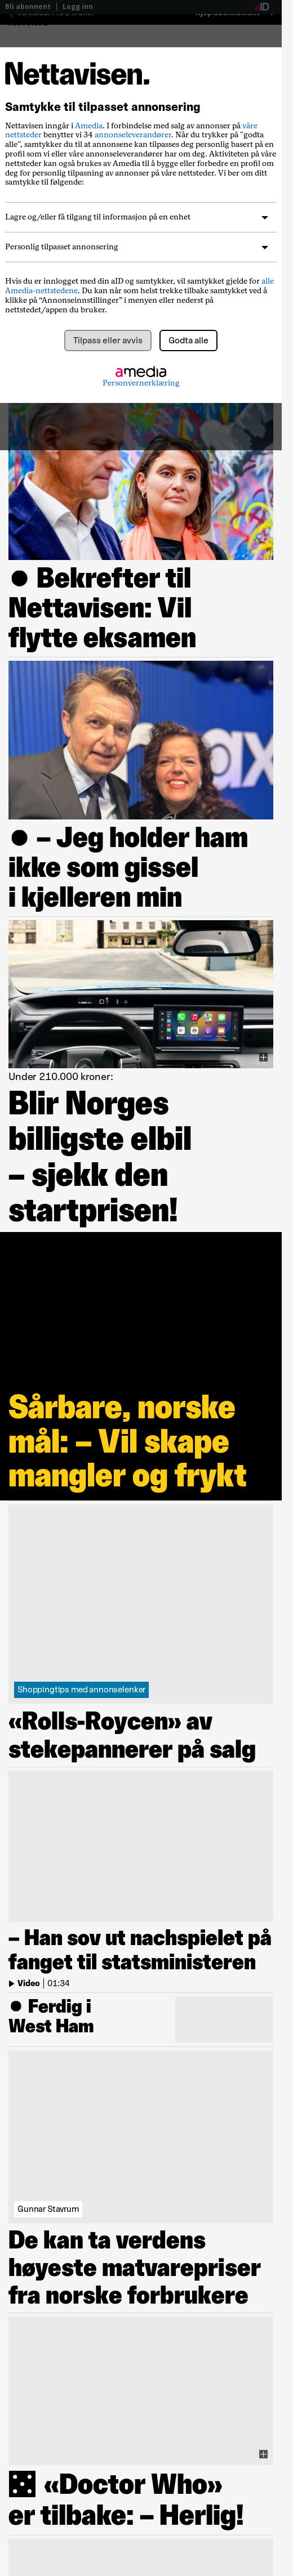 Bli abonnent | Logg inn
aID
Nettavisen.
Samtykke til tilpasset annonsering
Nettavisen inngår i Amedia. I forbindelse med salg av annonser på våre
nettsteder benytter vi 34 annonseleverandører. Når du trykker på "godta
alle", samtykker du til at annonsene kan tilpasses deg personlig basert på en
profil som vi eller våre annonseleverandører har om deg. Aktiviteten på våre
nettsteder kan også brukes av Amedia til å bygge eller forbedre en profil om
deg for personlig tilpasning av annonser på våre nettsteder. Vi ber om ditt
samtykke til følgende:
Lagre og/eller få tilgang til informasjon på en enhet
Personlig tilpasset annonsering
Hvis du er innlogget med din aID og samtykker, vil samtykket gjelde for alle
Amedia-nettstedene. Du kan når som helst trekke tilbake samtykket ved å
klikke på “Annonseinnstillinger” i menyen eller nederst på
nettstedet/appen du bruker.
Tilpass eller avvis
Godta alle
amedia
Personvernerklæring
Bekrefter til
Nettavisen: Vil
flytte eksamen
– Jeg holder ham
ikke som gissel
i kjelleren min
Under 210.000 kroner:
Blir Norges
billigste elbil
– sjekk den
startprisen!
Sårbare, norske
mål: – Vil skape
mangler og frykt
Shoppingtips med annonselenker
«Rolls-Roycen» av
stekepannerer på salg
– Han sov ut nachspielet på
fanget til statsministeren
Video | 01:34
Ferdig i
West Ham
Gunnar Stavrum
De kan ta verdens
høyeste matvarepriser
fra norske forbrukere
«Doctor Who»
er tilbake: – Herlig!